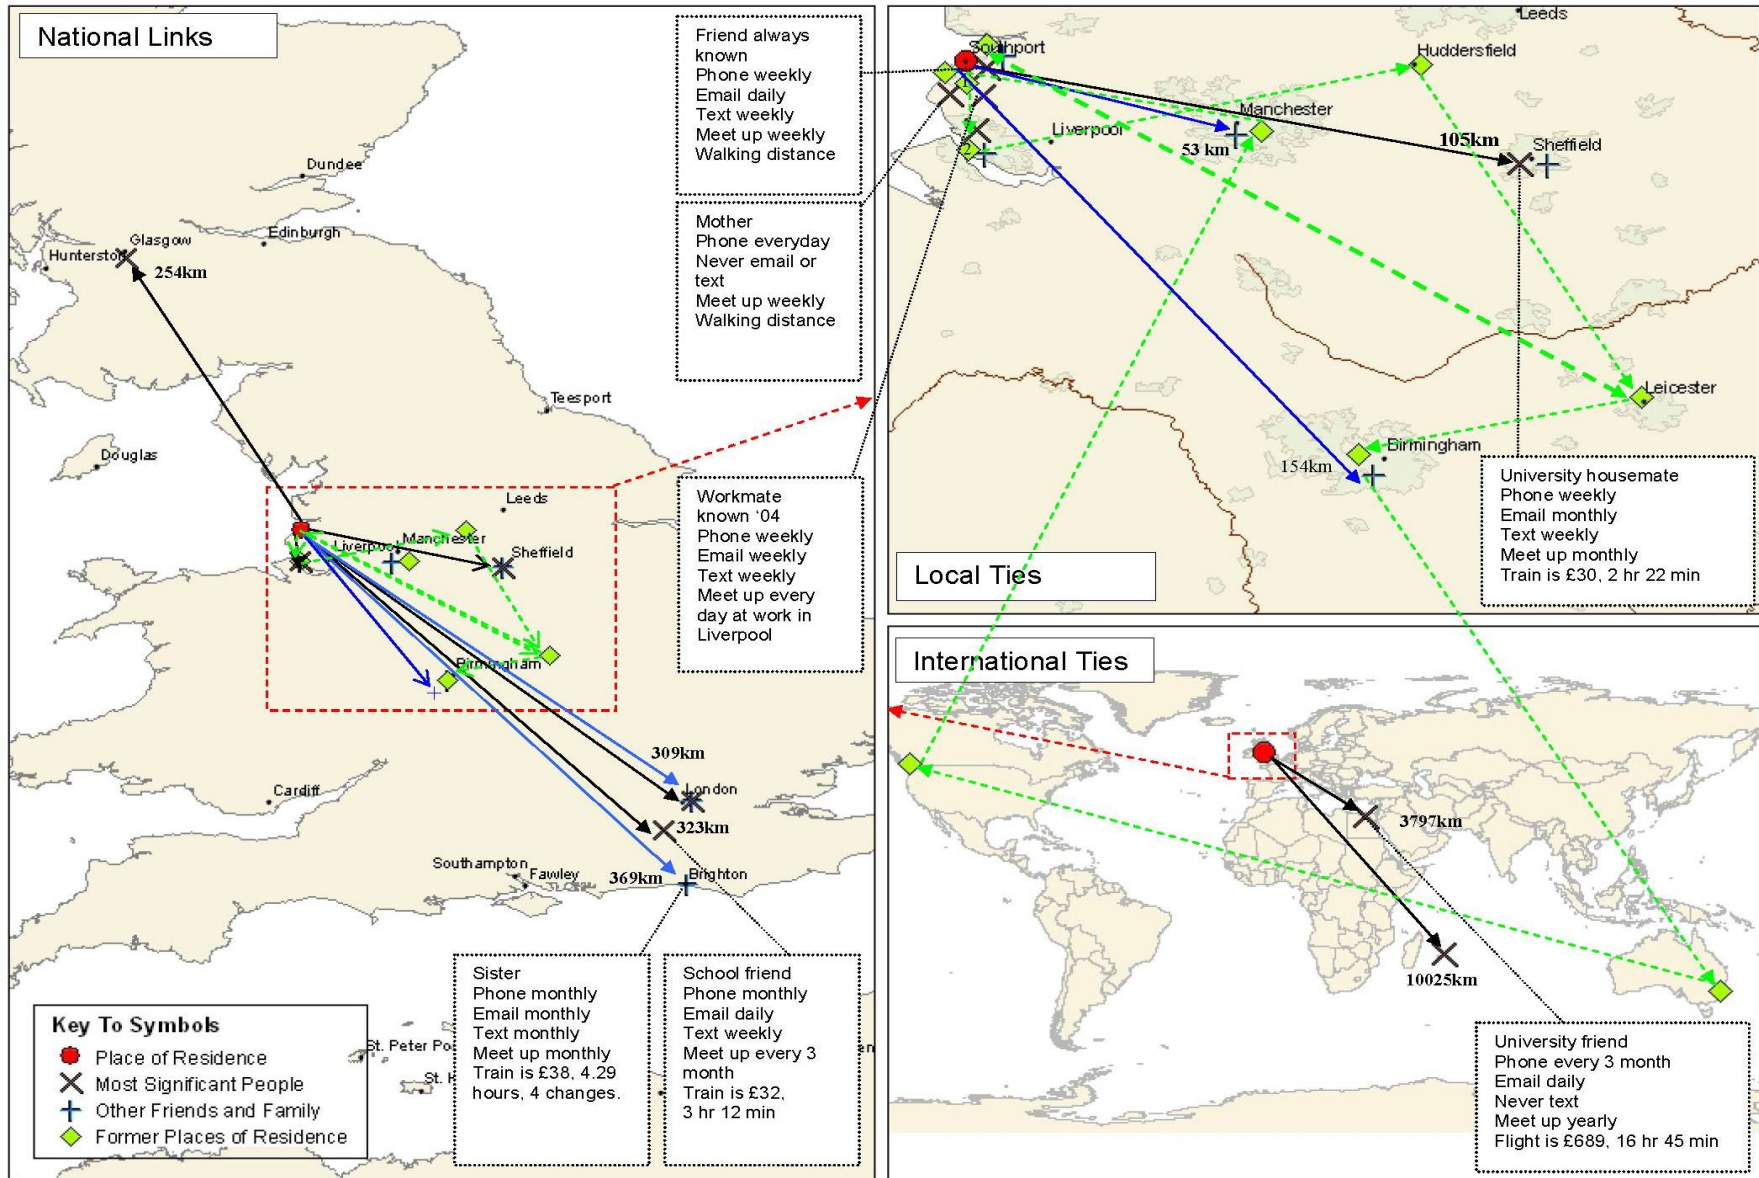 National Links
Friend always
known
Phone weekly
Email daily
Text weekly
Meet up weekly
Walking distance
Mother
Phone everyday
Never email or
text
Meet up weekly
Walking distance
Workmate
known ‘04
Phone weekly
Email weekly
Text weekly
Meet up every
day at work in
Liverpool
Dundee
Edinburgh
Glasgow
Hunterston
254km
Teesport
Douglas
Leeds
Liverpool
Manchester
Sheffield
Birmingham
309km
London
323km
Cardiff
Southampton
Fawley
369km
Brighton
Sister
Phone monthly
Email monthly
Text monthly
Meet up monthly
Train is £38, 4.29
hours, 4 changes.
School friend
Phone monthly
Email daily
Text weekly
Meet up every 3
month
Train is £32,
3 hr 12 min
St. Peter Po
St. H
en
Key To Symbols
Place of Residence
Most Significant People
Other Friends and Family
Former Places of Residence
Leeds
Southport
Huddersfield
1
Manchester
Liverpool
53 km
105km
Sheffield
2
Leicester
Birmingham
154km
Local Ties
University housemate
Phone weekly
Email monthly
Text weekly
Meet up monthly
Train is £30, 2 hr 22 min
International Ties
3797km
10025km
University friend
Phone every 3 month
Email daily
Never text
Meet up yearly
Flight is £689, 16 hr 45 min